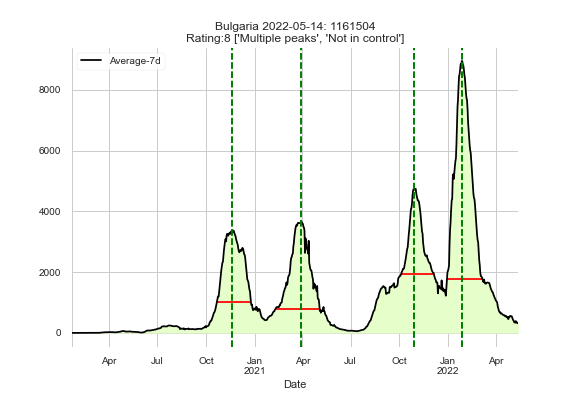 Bulgaria 2022-05-14: 1161504
Rating:8 ['Multiple peaks', 'Not in control']
Average-7d
8000
6000
4000
2000
0
Apr Jul Oct Jan Apr Jul Oct Jan Apr
2021 2022
Date